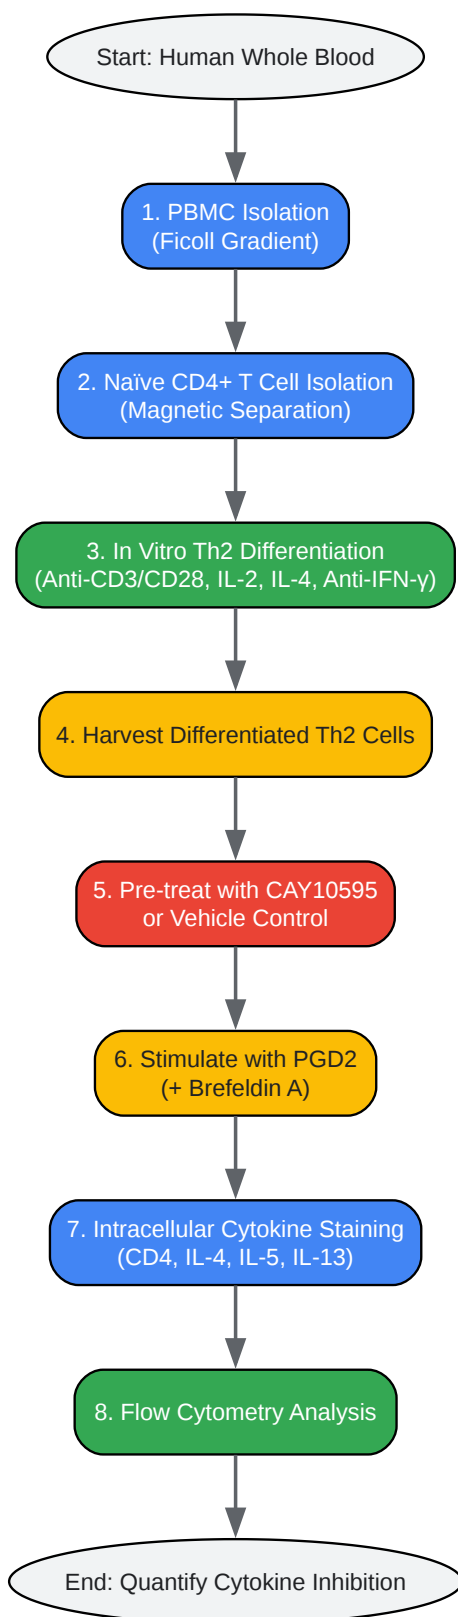 Start: Human Whole Blood
1. PBMC Isolation
(Ficoll Gradient)
2. Naïve CD4+ T Cell Isolation
(Magnetic Separation)
3. In Vitro Th2 Differentiation
(Anti-CD3/CD28, IL-2, IL-4, Anti-IFN-γ)
4. Harvest Differentiated Th2 Cells
5. Pre-treat with CAY10595
or Vehicle Control
6. Stimulate with PGD2
(+ Brefeldin A)
7. Intracellular Cytokine Staining
(CD4, IL-4, IL-5, IL-13)
8. Flow Cytometry Analysis
End: Quantify Cytokine Inhibition